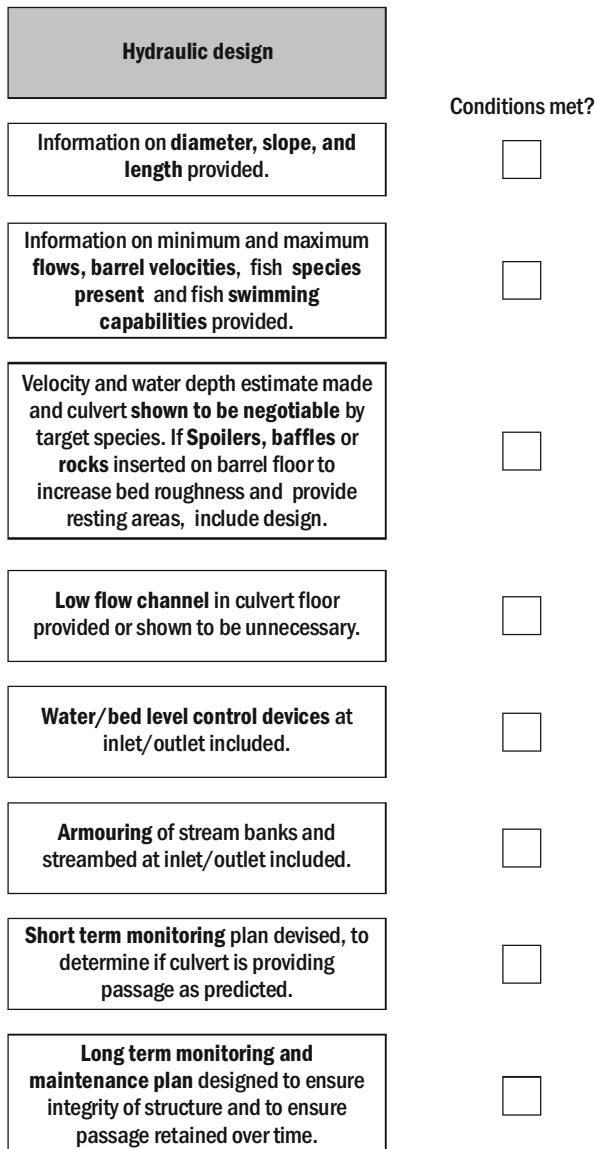 Hydraulic design
Conditions met?
Information on diameter, slope, and
length provided.
Information on minimum and maximum
flows, barrel velocities, fish species
present and fish swimming
capabilities provided.
Velocity and water depth estimate made
and culvert shown to be negotiable by
target species. If Spoilers, baffles or
rocks inserted on barrel floor to
increase bed roughness and provide
resting areas, include design.
Low flow channel in culvert floor
provided or shown to be unnecessary.
Water/bed level control devices at
inlet/outlet included.
Armouring of stream banks and
streambed at inlet/outlet included.
Short term monitoring plan devised, to
determine if culvert is providing
passage as predicted.
Long term monitoring and
maintenance plan designed to ensure
integrity of structure and to ensure
passage retained over time.